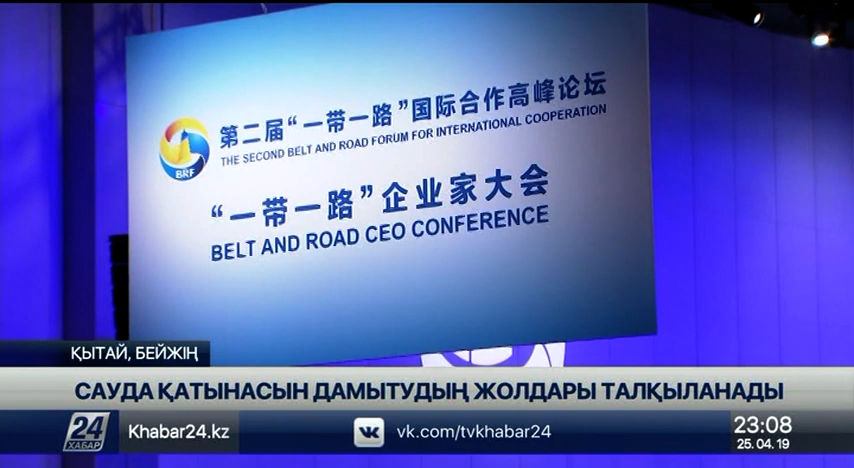 第二届“一带一路”国际合作高峰论坛
THE SECOND BELT AND ROAD FORUM FOR INTERNATIONAL COOPERATION
BRF
“一带一路”企业家大会
BELT AND ROAD CEO CONFERENCE
ҚЫТАЙ, БЕЙЖІҢ
САУДА ҚАТЫНАСЫН ДАМЫТУДЫҢ ЖОЛДАРЫ ТАЛҚЫЛАНАДЫ
24
ХАБАР
Khabar24.kz
vk.com/tvkhabar24
23:08
25.04.19